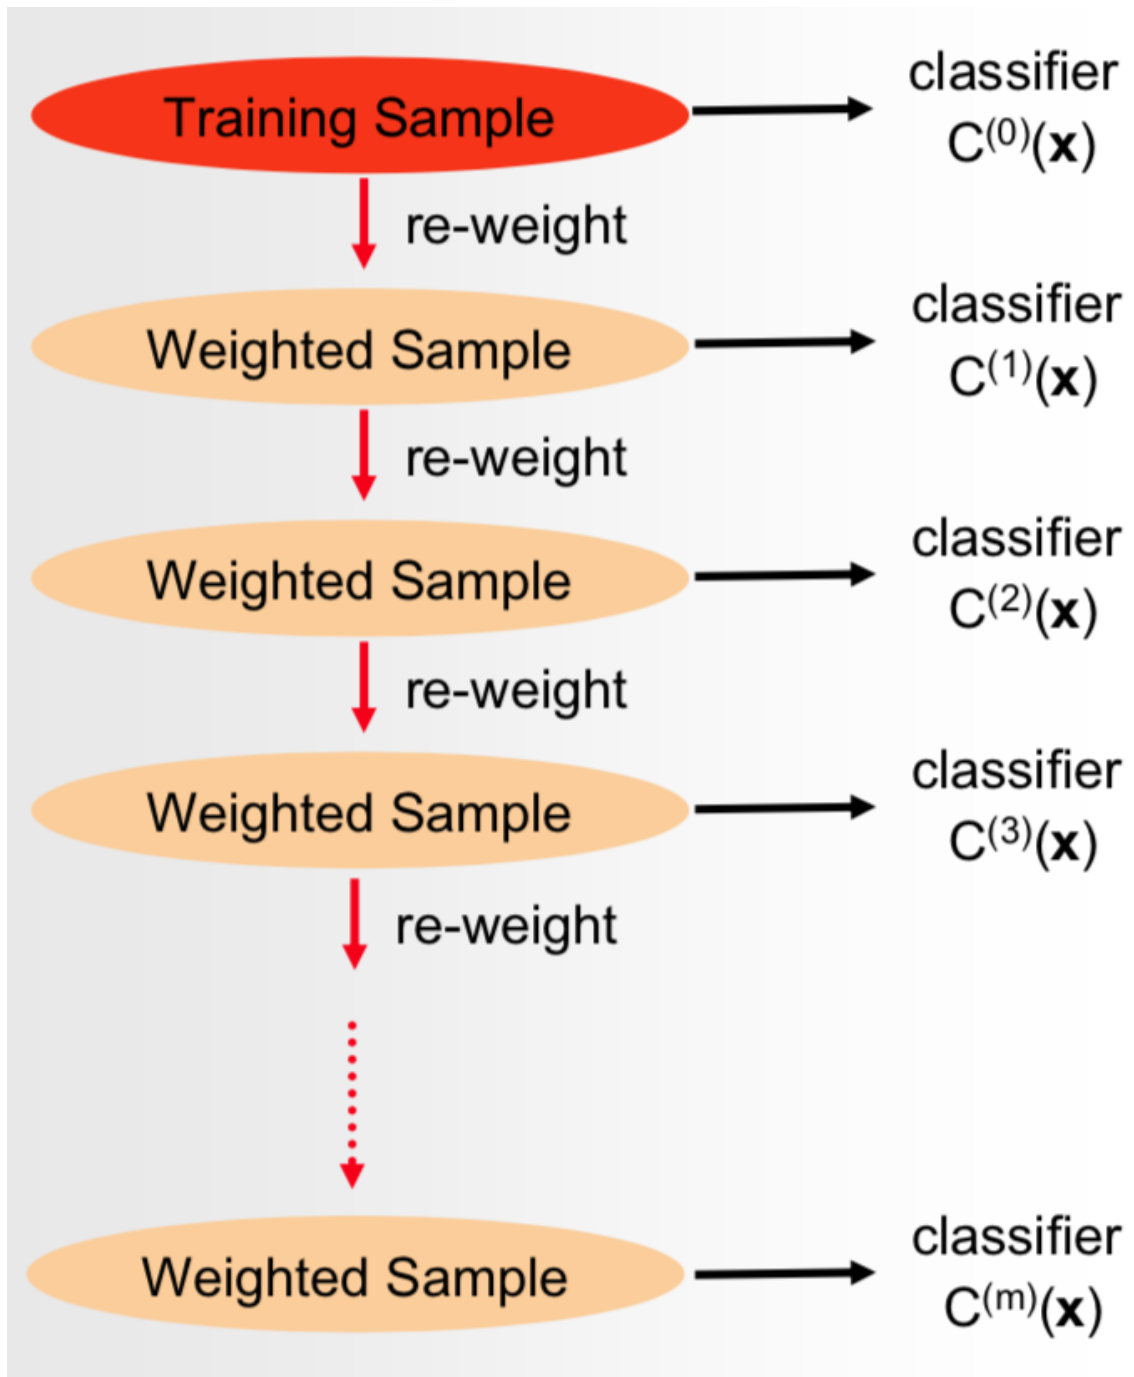 Training Sample
classifier
C⁽⁰⁾(x)
re-weight
Weighted Sample
classifier
C⁽¹⁾(x)
re-weight
Weighted Sample
classifier
C⁽²⁾(x)
re-weight
Weighted Sample
classifier
C⁽³⁾(x)
re-weight
Weighted Sample
classifier
C⁽ᵐ⁾(x)